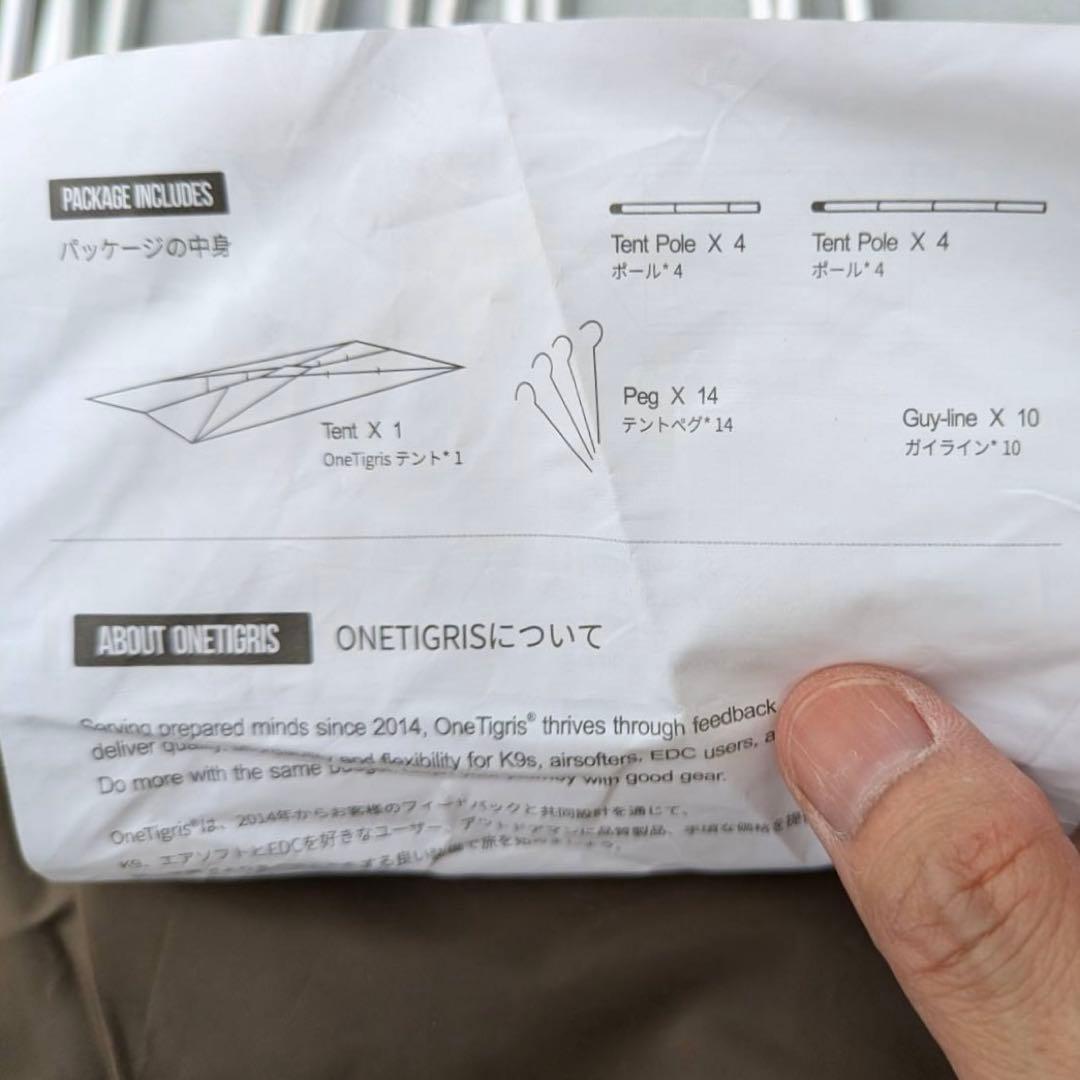 PACKAGE INCLUDES
パッケージの中身
Tent Pole X 4
ポール*4
Tent Pole X 4
ポール*4
Tent X 1
OneTigris テント*1
Peg X 14
テントペグ*14
Guy-line X 10
ガイライン*10
ABOUT ONETIGRIS
ONETIGRISについて
Serving prepared minds since 2014, OneTigris® thrives through feedback
deliver and flexibility for K9s, airsofters, EDC users,
Do more with the same with good gear.
OneTigris®は、2014年からお客様のフィードバックと共同設計を通じて、
K9、エアソフトとEDCを好きなユーザー、
する良い